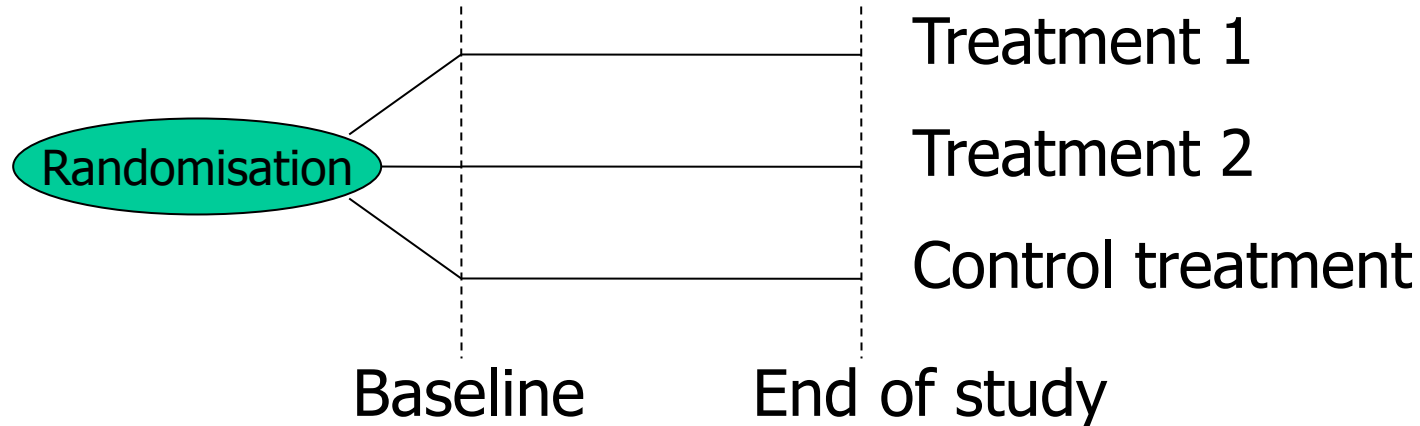 Treatment 1
Randomisation
Treatment 2
Control treatment
Baseline
End of study